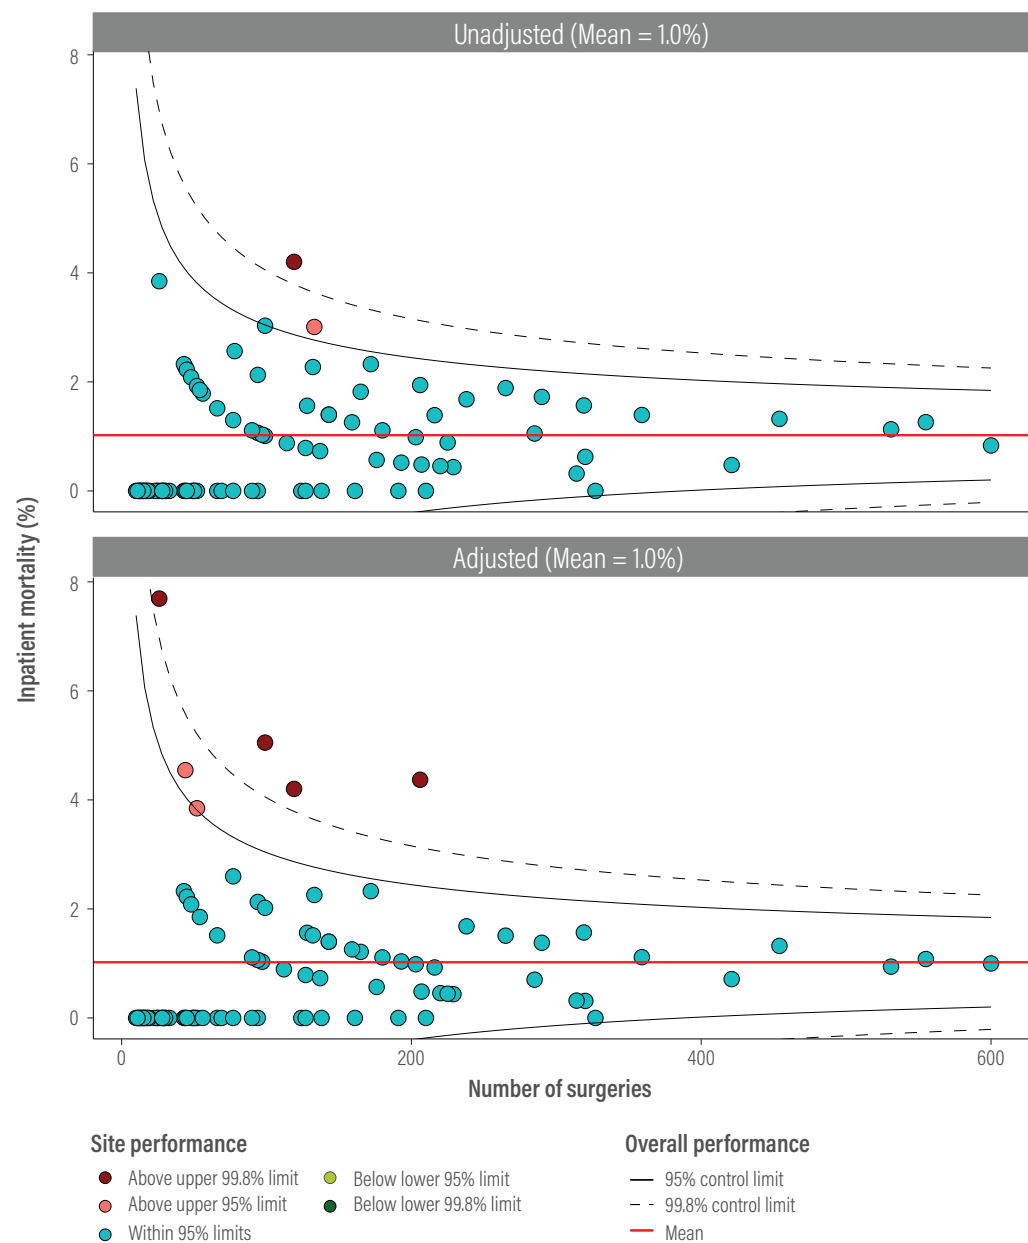 Unadjusted (Mean = 1.0%)
8
6
4
2
0
Inpatient mortality (%)
Adjusted (Mean = 1.0%)
8
6
4
2
0
0 200 400 600
Number of surgeries
Site performance
Above upper 99.8% limit
Above upper 95% limit
Within 95% limits
Below lower 95% limit
Below lower 99.8% limit
Overall performance
95% control limit
99.8% control limit
Mean